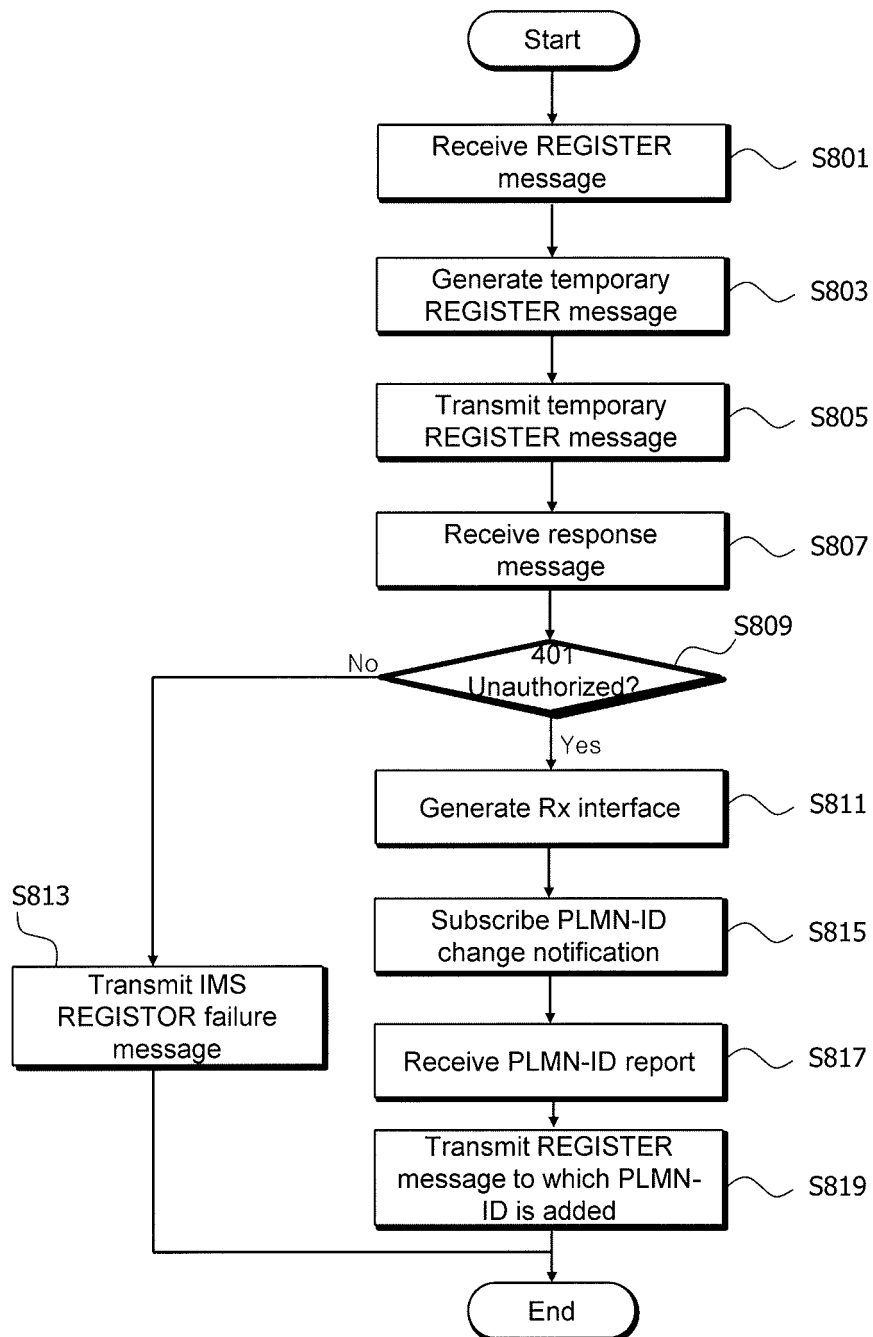 Start
Receive REGISTER
message
S801
Generate temporary
REGISTER message
S803
Transmit temporary
REGISTER message
S805
Receive response
message
S807
S809
401
Unauthorized?
No
Yes
Generate Rx interface
S811
S813
Transmit IMS
REGISTOR failure
message
Subscribe PLMN-ID
change notification
S815
Receive PLMN-ID report
S817
Transmit REGISTER
message to which PLMN-
ID is added
S819
End